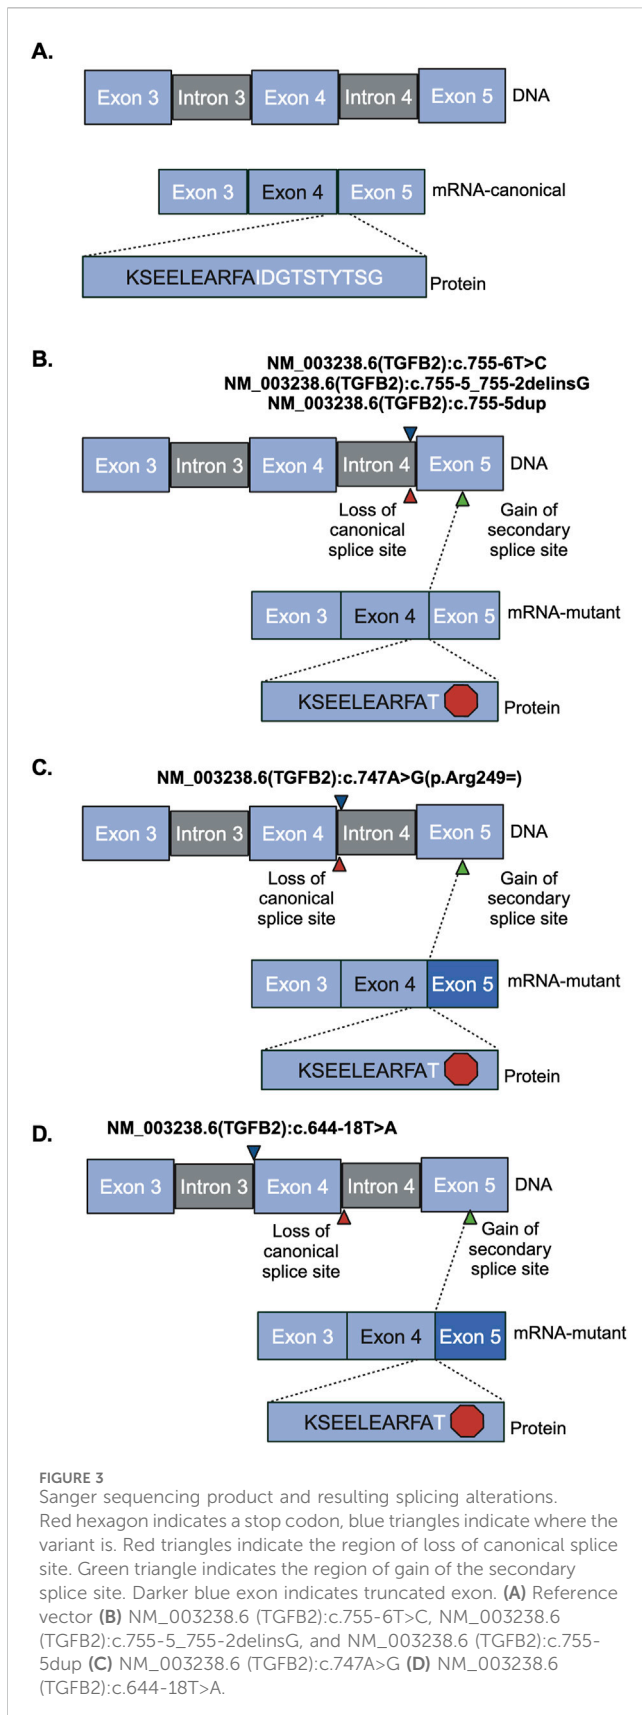 A.
Exon 3 Intron 3 Exon 4 Intron 4 Exon 5 DNA
Exon 3 Exon 4 Exon 5 mRNA-canonical
KSEELEARFAIDGTSTYTSG Protein
B.
NM_003238.6(TGFB2):c.755-6T>C
NM_003238.6(TGFB2):c.755-5_755-2delinsG
NM_003238.6(TGFB2):c.755-5dup
Exon 3 Intron 3 Exon 4 Intron 4 Exon 5 DNA
Loss of Gain of
canonical secondary
splice site splice site
Exon 3 Exon 4 Exon 5 mRNA-mutant
KSEELEARFAT Protein
C.
NM_003238.6(TGFB2):c.747A>G(p.Arg249=)
Exon 3 Intron 3 Exon 4 Intron 4 Exon 5 DNA
Loss of Gain of
canonical secondary
splice site splice site
Exon 3 Exon 4 Exon 5 mRNA-mutant
KSEELEARFAT Protein
D.
NM_003238.6(TGFB2):c.644-18T>A
Exon 3 Intron 3 Exon 4 Intron 4 Exon 5 DNA
Loss of Gain of
canonical secondary
splice site splice site
Exon 3 Exon 4 Exon 5 mRNA-mutant
KSEELEARFAT Protein
FIGURE 3
Sanger sequencing product and resulting splicing alterations.
Red hexagon indicates a stop codon, blue triangles indicate where the
variant is. Red triangles indicate the region of loss of canonical splice
site. Green triangle indicates the region of gain of the secondary
splice site. Darker blue exon indicates truncated exon. (A) Reference
vector (B) NM_003238.6 (TGFB2):c.755-6T>C, NM_003238.6
(TGFB2):c.755-5_755-2delinsG, and NM_003238.6 (TGFB2):c.755-
5dup (C) NM_003238.6 (TGFB2):c.747A>G (D) NM_003238.6
(TGFB2):c.644-18T>A.